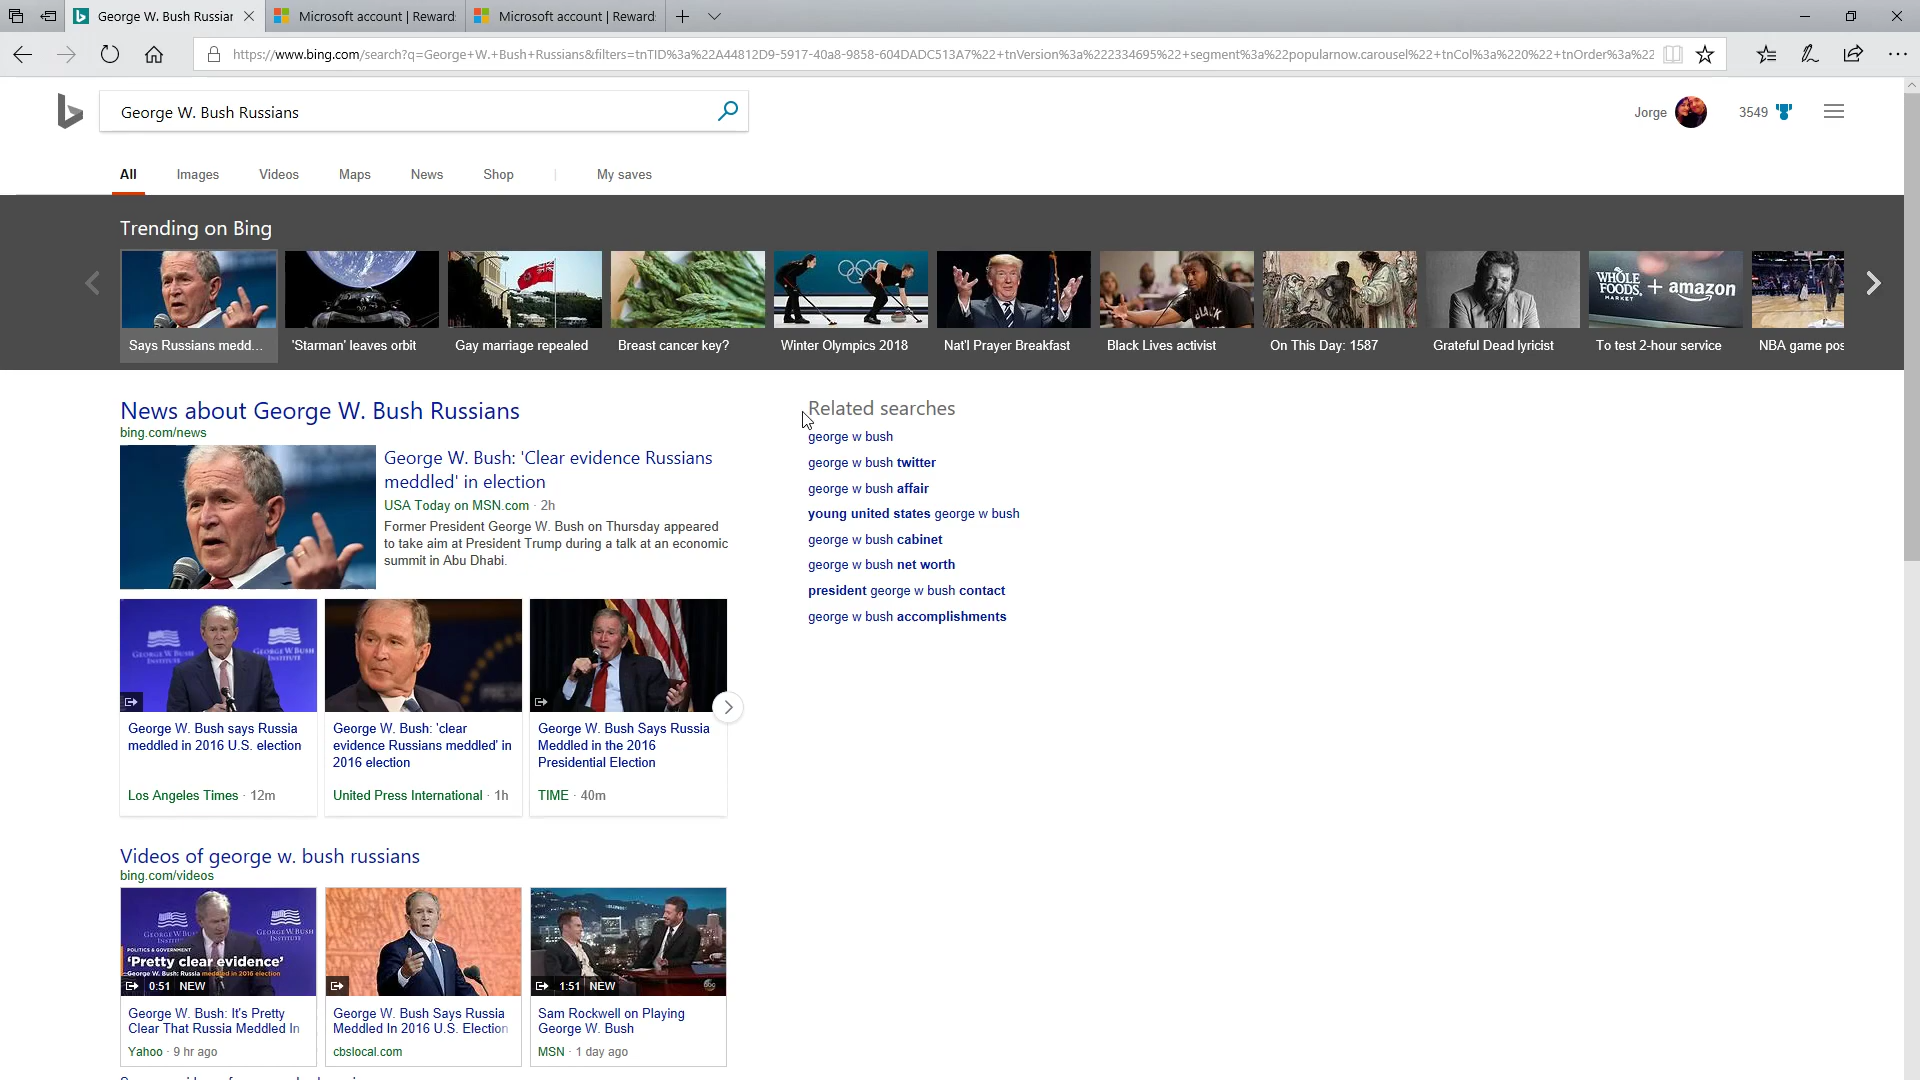 George W. Bush Russian
Microsoft account | Reward
Microsoft account | Reward
https://www.bing.com/search?q=George+W.+Bush+Russians&filters=tnTID%3a%22A44812D9-5917-40a8-9858-604DADC513A7%22+tnVersion%3a%222334695%22+segment%3a%22popularnow.carousel%22+tnCol%3a%220%22+tnOrder%3a%22
George W. Bush Russians
Jorge
3549
All
Images
Videos
Maps
News
Shop
My saves
Trending on Bing
WHOLE FOODS MARKET + amazon
Says Russians medd...
'Starman' leaves orbit
Gay marriage repealed
Breast cancer key?
Winter Olympics 2018
Nat'l Prayer Breakfast
Black Lives activist
On This Day: 1587
Grateful Dead lyricist
To test 2-hour service
NBA game pos
News about George W. Bush Russians
bing.com/news
George W. Bush: 'Clear evidence Russians
meddled' in election
USA Today on MSN.com · 2h
Former President George W. Bush on Thursday appeared
to take aim at President Trump during a talk at an economic
summit in Abu Dhabi.
Related searches
george w bush
george w bush twitter
george w bush affair
young united states george w bush
george w bush cabinet
george w bush net worth
president george w bush contact
george w bush accomplishments
George W. Bush says Russia
meddled in 2016 U.S. election
Los Angeles Times · 12m
George W. Bush: 'clear
evidence Russians meddled' in
2016 election
United Press International · 1h
George W. Bush Says Russia
Meddled in the 2016
Presidential Election
TIME · 40m
Videos of george w. bush russians
bing.com/videos
POLITICS & GOVERNMENT
'Pretty clear evidence'
George W. Bush: Russia meddled in 2016 election
0:51 NEW
George W. Bush: It's Pretty
Clear That Russia Meddled In
Yahoo · 9 hr ago
George W. Bush Says Russia
Meddled In 2016 U.S. Election
cbslocal.com
1:51 NEW
abc
Sam Rockwell on Playing
George W. Bush
MSN · 1 day ago